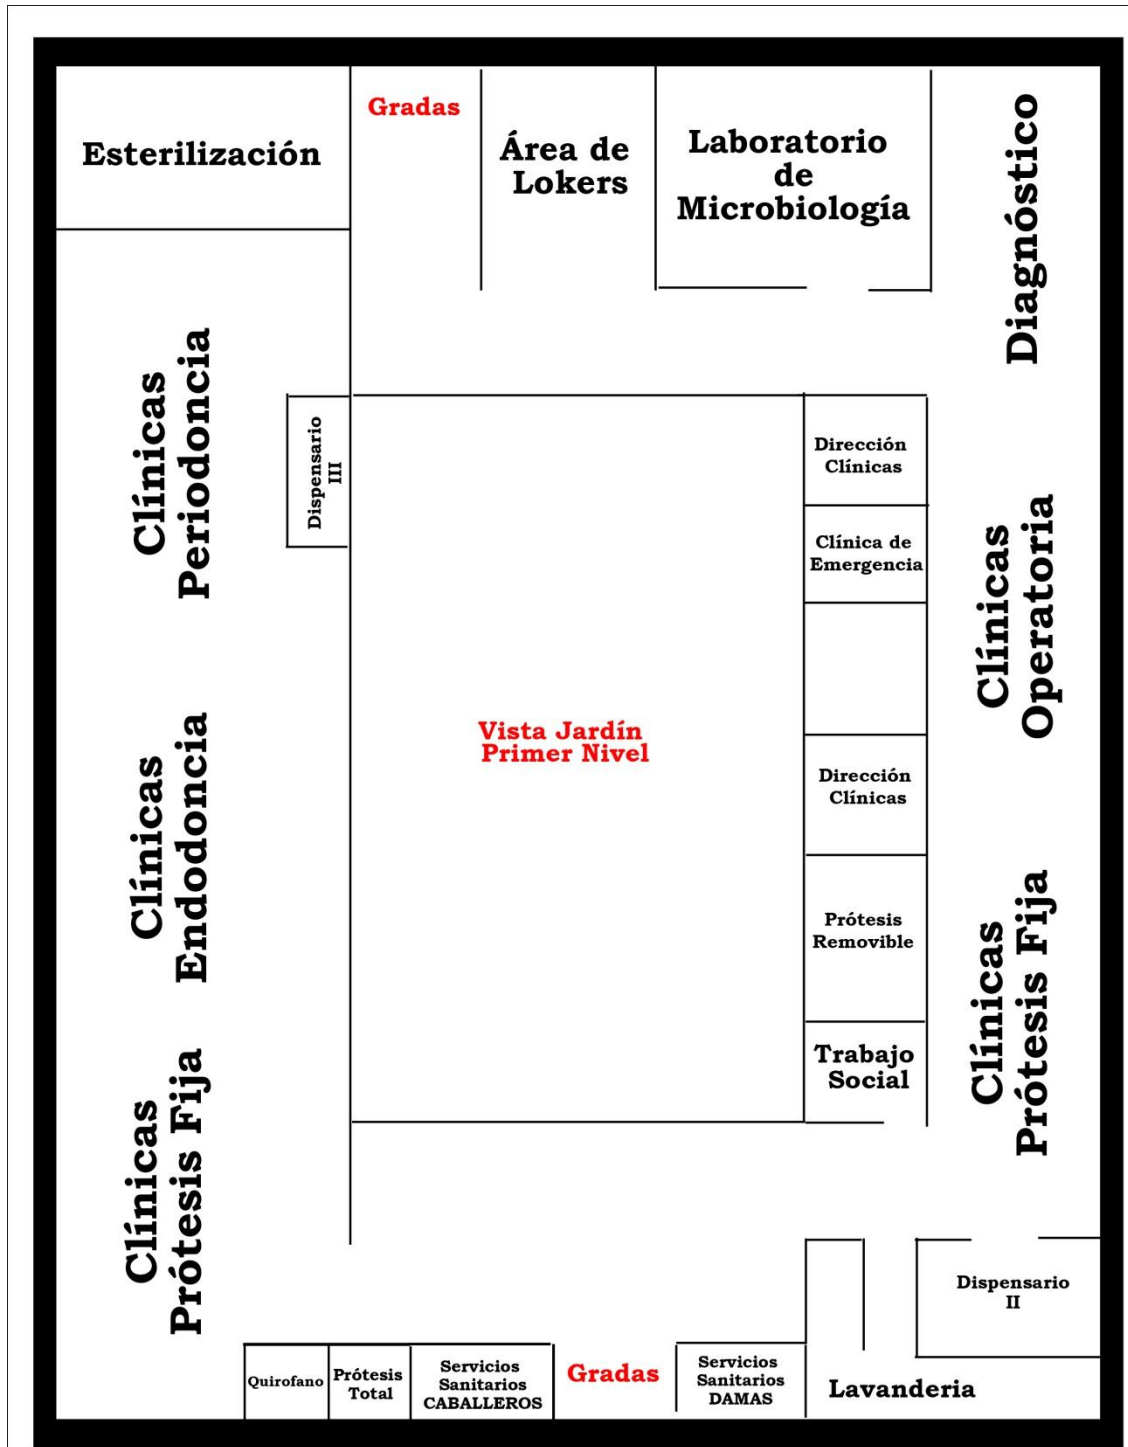 Esterilización
Gradas
Área de
Lokers
Laboratorio
de
Microbiología
Diagnóstico
Clínicas
Periodoncia
Dispensario
III
Dirección
Clínicas
Clínica de
Emergencia
Clínicas
Operatoria
Vista Jardín
Primer Nivel
Clínicas
Endodoncia
Dirección
Clínicas
Prótesis
Removible
Clínicas
Prótesis Fija
Trabajo
Social
Clínicas
Prótesis Fija
Dispensario
II
Quirofano
Prótesis
Total
Servicios
Sanitarios
CABALLEROS
Gradas
Servicios
Sanitarios
DAMAS
Lavanderia